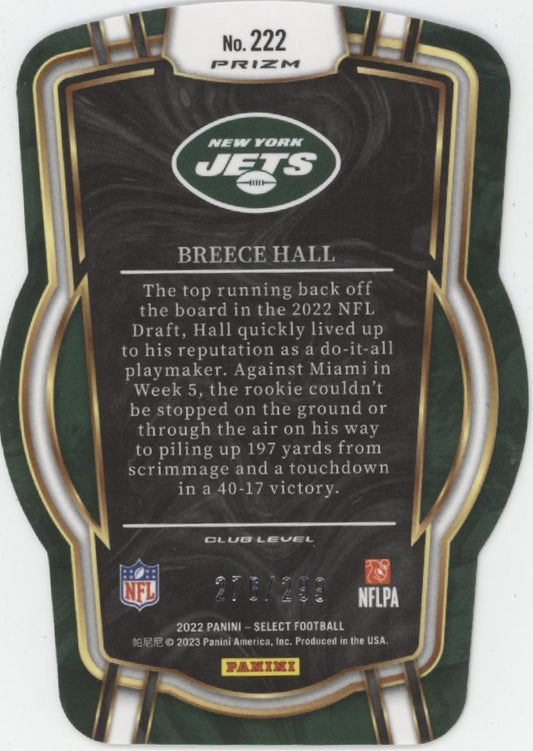 No. 222
PRIZM
NEW YORK
JETS
BREECE HALL
The top running back off
the board in the 2022 NFL
Draft, Hall quickly lived up
to his reputation as a do-it-all
playmaker. Against Miami in
Week 5, the rookie couldn't
be stopped on the ground or
through the air on his way
to piling up 197 yards from
scrimmage and a touchdown
in a 40-17 victory.
CLUB LEVEL
NFL
NFLPA
2022 PANINI – SELECT FOOTBALL
帕尼尼 © 2023 Panini America, Inc. Produced in the USA.
PANINI